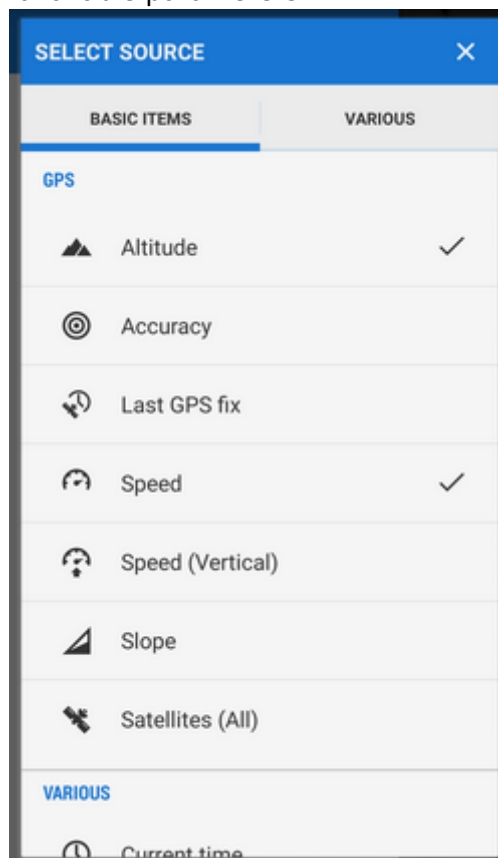 SELECT SOURCE
BASIC ITEMS VARIOUS
GPS
Altitude
Accuracy
Last GPS fix
Speed
Speed (Vertical)
Slope
Satellites (All)
VARIOUS
Current time